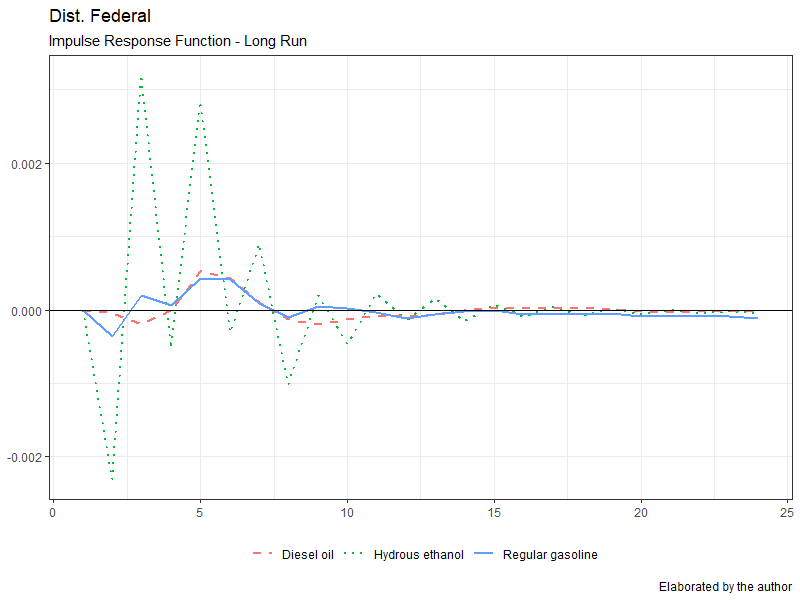 Dist. Federal
Impulse Response Function - Long Run
0.002
0.000
-0.002
0 5 10 15 20 25
Diesel oil Hydrous ethanol Regular gasoline
Elaborated by the author